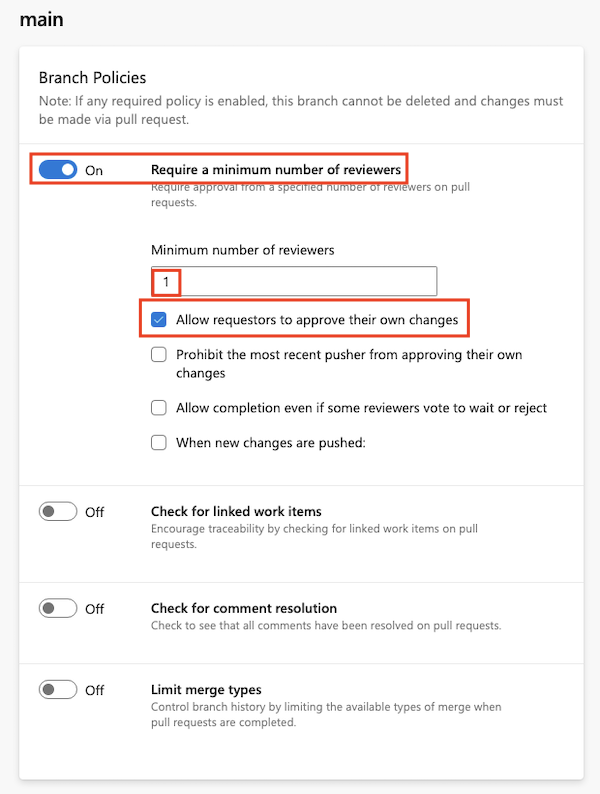 main
Branch Policies
Note: If any required policy is enabled, this branch cannot be deleted and changes must
be made via pull request.
On
Require a minimum number of reviewers
Require approval from a specified number of reviewers on pull
requests.
Minimum number of reviewers
1
Allow requestors to approve their own changes
Prohibit the most recent pusher from approving their own
changes
Allow completion even if some reviewers vote to wait or reject
When new changes are pushed:
Off
Check for linked work items
Encourage traceability by checking for linked work items on pull
requests.
Off
Check for comment resolution
Check to see that all comments have been resolved on pull requests.
Off
Limit merge types
Control branch history by limiting the available types of merge when
pull requests are completed.